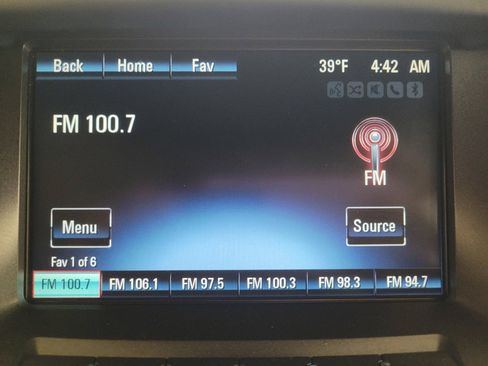 Back Home Fav 39°F 4:42 AM
FM 100.7
FM
Menu Source
Fav 1 of 6
FM 100.7 FM 106.1 FM 97.5 FM 100.3 FM 98.3 FM 94.7